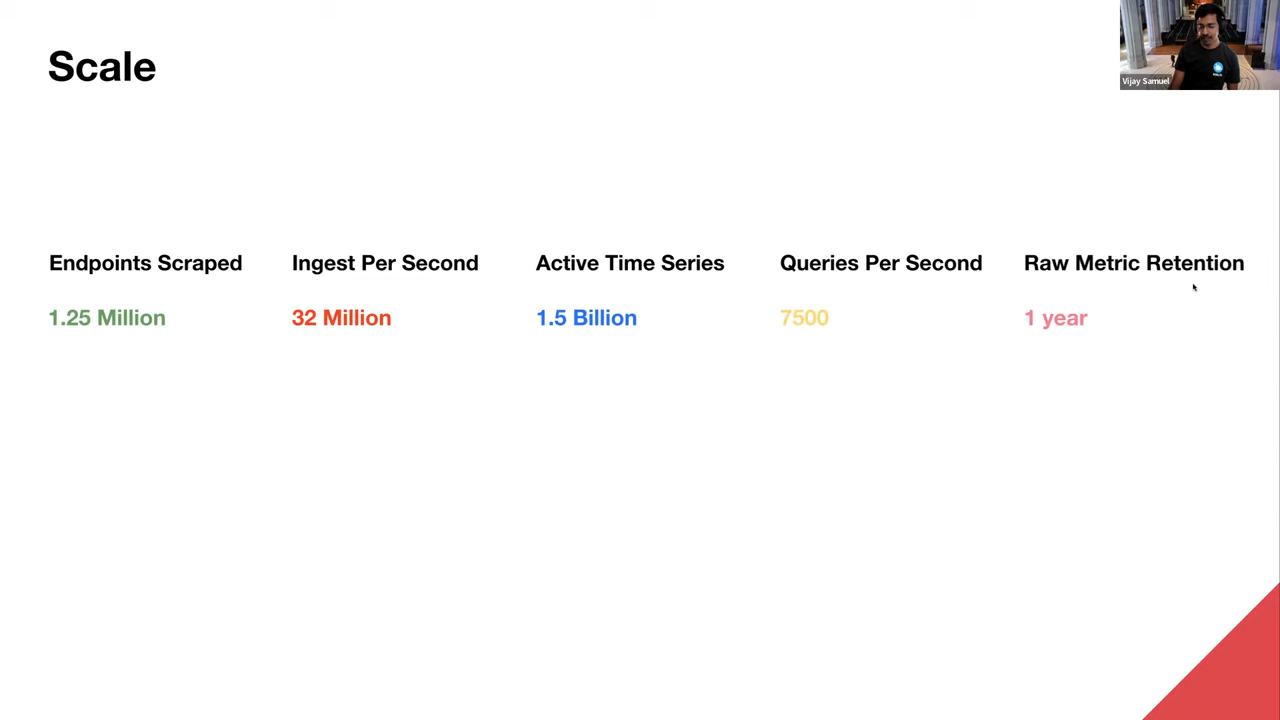 Scale
Vijay Samuel
Endpoints Scraped
Ingest Per Second
Active Time Series
Queries Per Second
Raw Metric Retention
1.25 Million
32 Million
1.5 Billion
7500
1 year